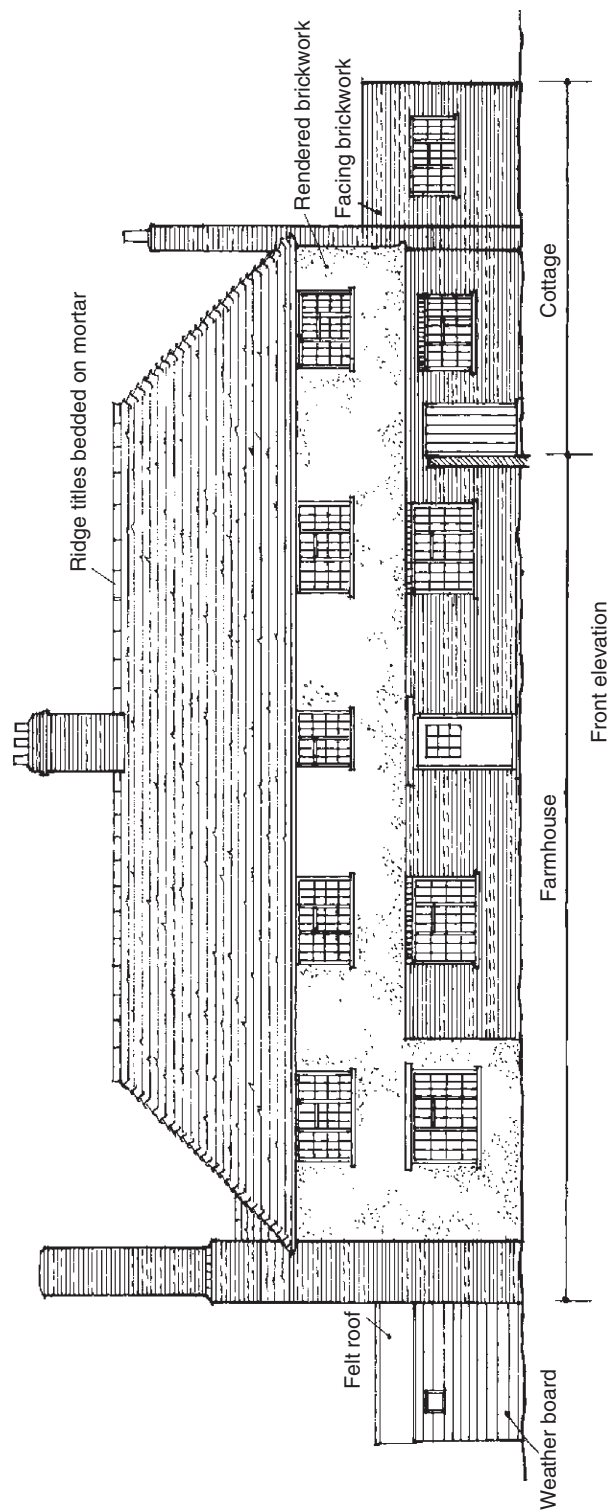 Ridge titles bedded on mortar
Rendered brickwork
Facing brickwork
Felt roof
Weather board
Farmhouse
Cottage
Front elevation